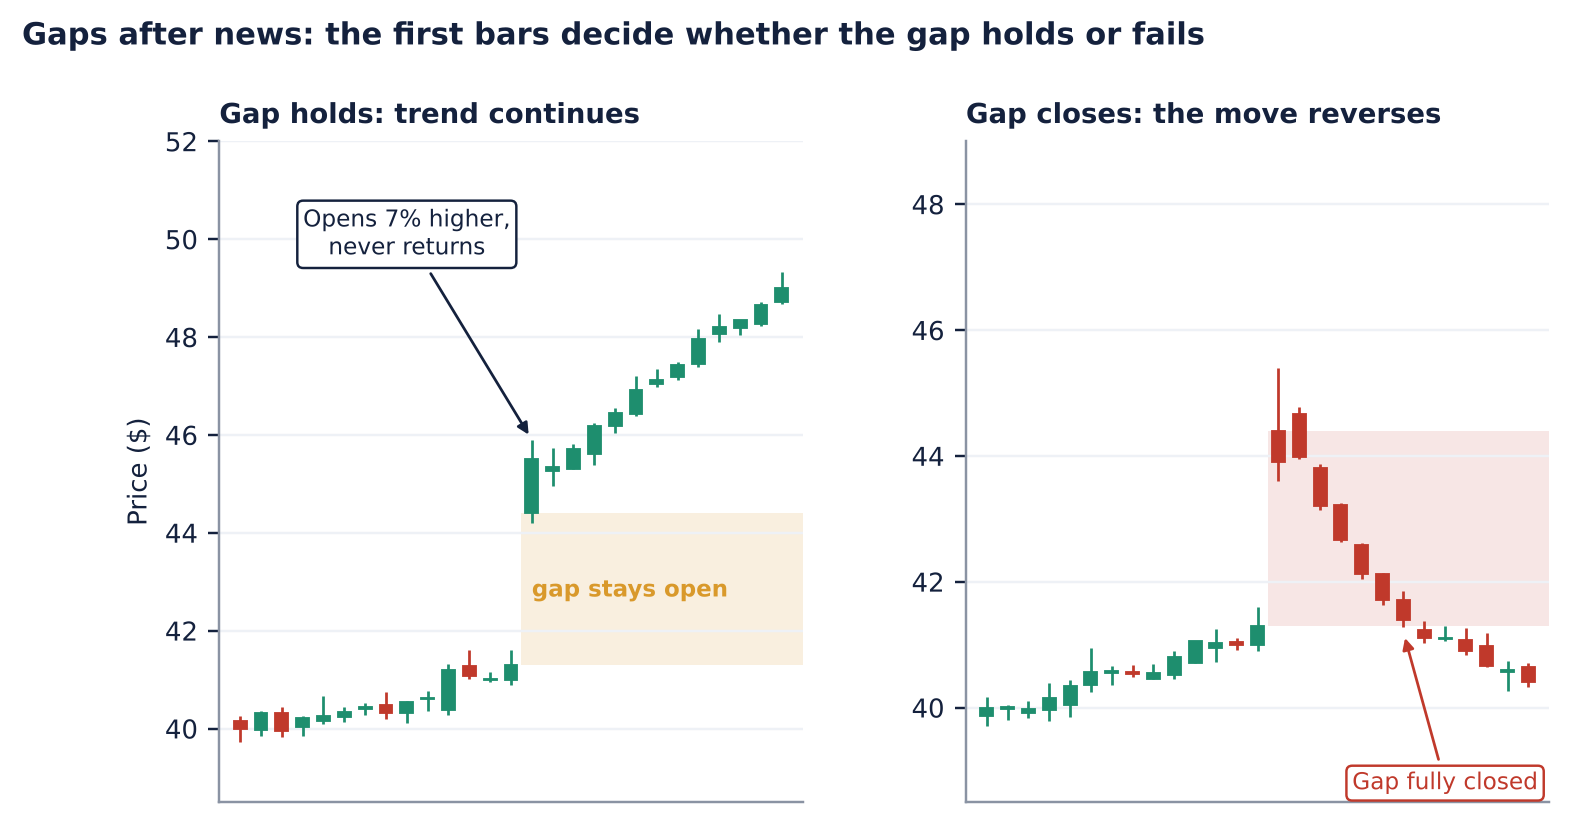 Gaps after news: the first bars decide whether the gap holds or fails
Gap holds: trend continues
52
50
48
46
44
42
40
Price ($)
Opens 7% higher,
never returns
gap stays open
Gap closes: the move reverses
48
46
44
42
40
Gap fully closed